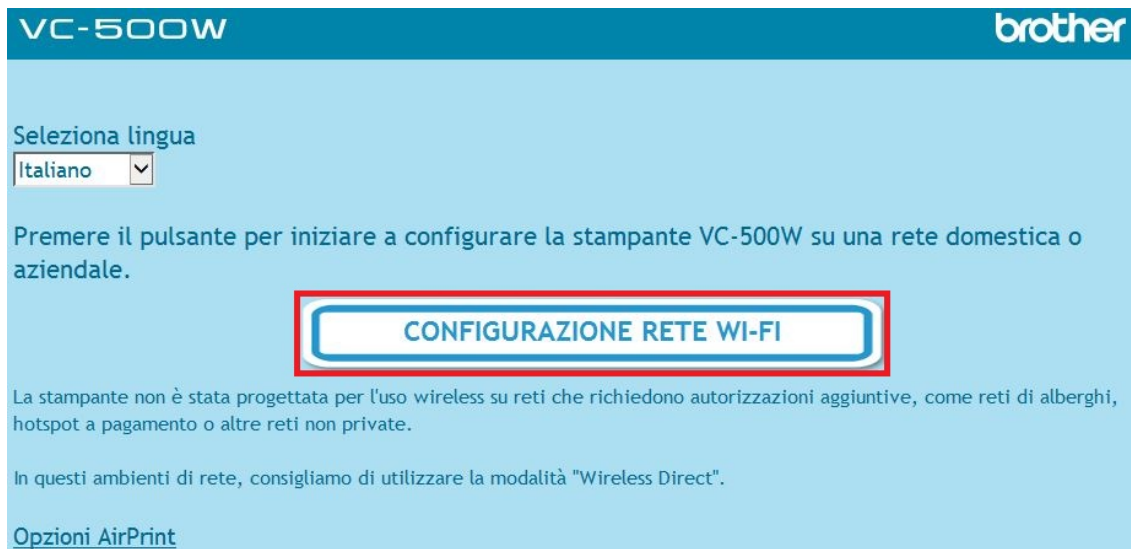 VC-500W
brother
Seleziona lingua
Italiano
Premere il pulsante per iniziare a configurare la stampante VC-500W su una rete domestica o
aziendale.
CONFIGURAZIONE RETE WI-FI
La stampante non è stata progettata per l'uso wireless su reti che richiedono autorizzazioni aggiuntive, come reti di alberghi,
hotspot a pagamento o altre reti non private.
In questi ambienti di rete, consigliamo di utilizzare la modalità "Wireless Direct".
Opzioni AirPrint